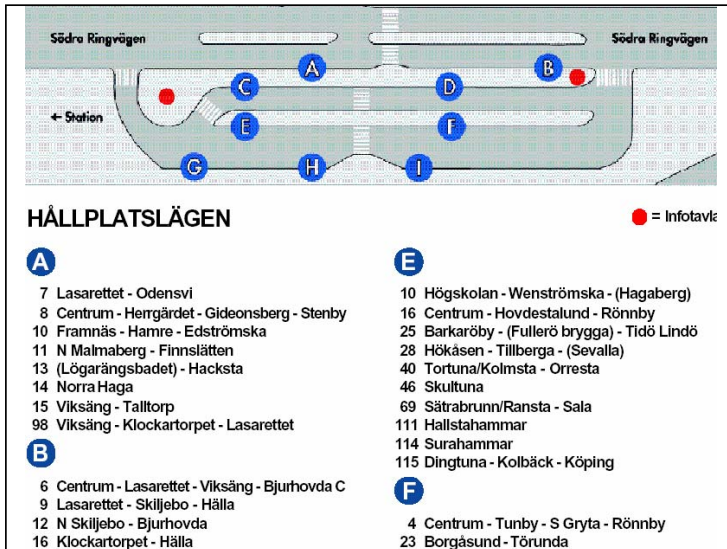 Södra Ringvägen
Södra Ringvägen
A
B
C
D
← Station
E
F
G
H
I
HÅLLPLATSLÄGEN
= Infotavla
A
7 Lasarettet - Odensvi
8 Centrum - Herrgärdet - Gideonsberg - Stenby
10 Framnäs - Hamre - Edströmska
11 N Malmaberg - Finnslätten
13 (Lögarängsbadet) - Hacksta
14 Norra Haga
15 Viksäng - Talltorp
98 Viksäng - Klockartorpet - Lasarettet
B
6 Centrum - Lasarettet - Viksäng - Bjurhovda C
9 Lasarettet - Skiljebo - Hälla
12 N Skiljebo - Bjurhovda
16 Klockartorpet - Hälla
E
10 Högskolan - Wenströmska - (Hagaberg)
16 Centrum - Hovdestalund - Rönnby
25 Barkaröby - (Fullerö brygga) - Tidö Lindö
28 Hökåsen - Tillberga - (Sevalla)
40 Tortuna/Kolmsta - Orresta
46 Skultuna
69 Sätrabrunn/Ransta - Sala
111 Hallstahammar
114 Surahammar
115 Dingtuna - Kolbäck - Köping
F
4 Centrum - Tunby - S Gryta - Rönnby
23 Borgåsund - Törunda